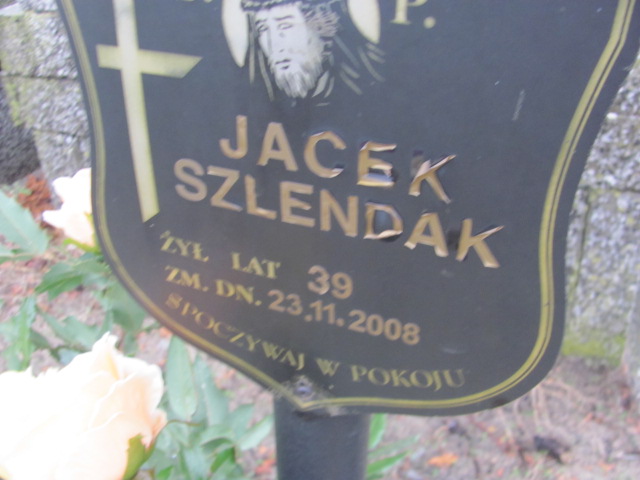 P.
JACEK
SZLENDAK
ŻYŁ LAT 39
ZM. DN. 23.11.2008
SPOCZYWAJ W POKOJU